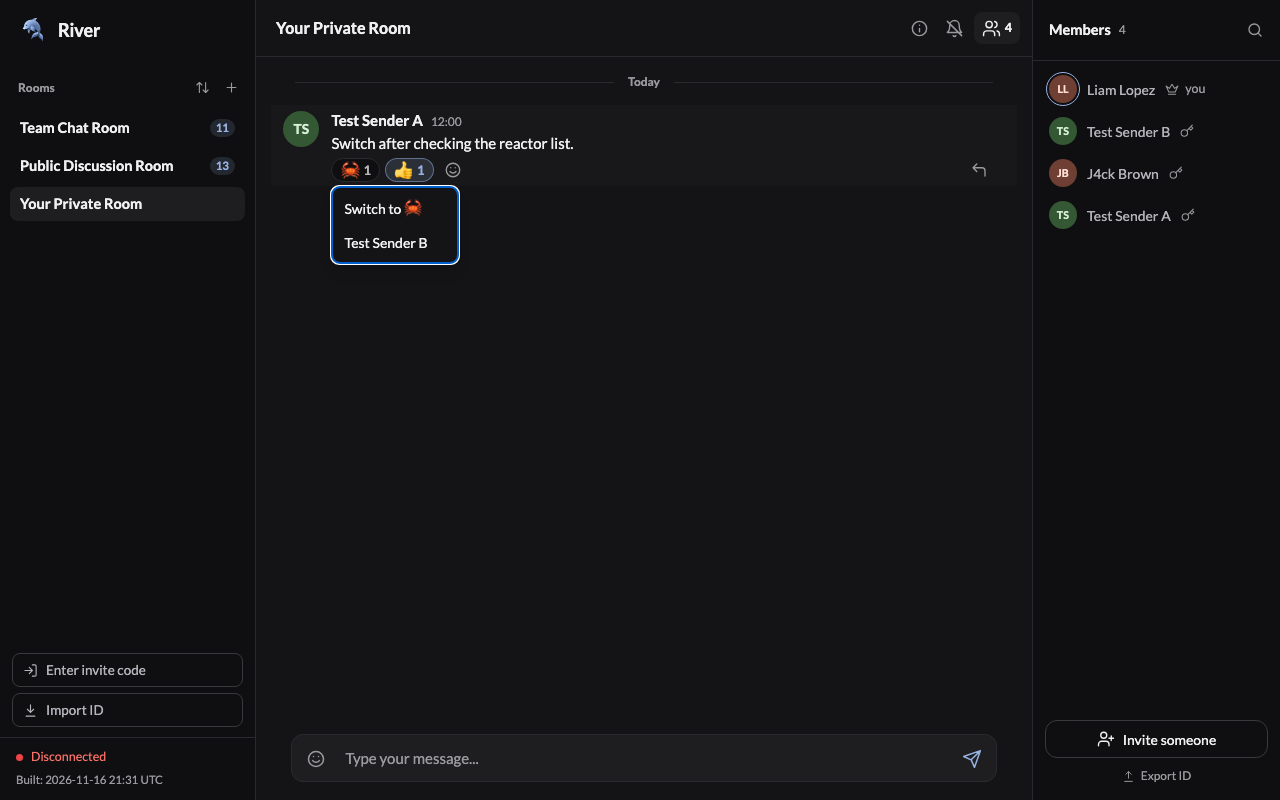 River
Rooms
Team Chat Room 11
Public Discussion Room 13
Your Private Room
Enter invite code
Import ID
Disconnected
Built: 2026-11-16 21:31 UTC
Your Private Room
4
Today
TS
Test Sender A 12:00
Switch after checking the reactor list.
🦀 1 👍 1
Switch to 🦀
Test Sender B
Type your message...
Members 4
LL Liam Lopez you
TS Test Sender B
JB J4ck Brown
TS Test Sender A
Invite someone
Export ID